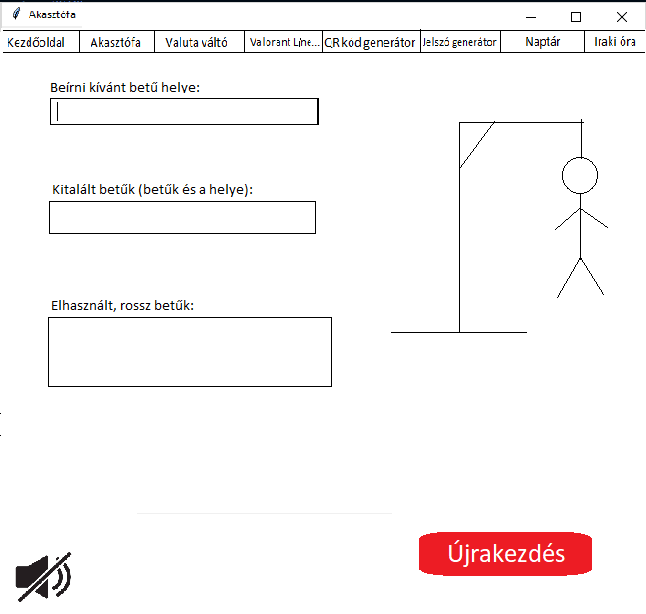 Akasztófa
Kezdőoldal Akasztófa Valuta váltó Valorant Line... QR kód generátor Jelszó generátor Naptár Iraki óra
Beírni kívánt betű helye:
Kitalált betűk (betűk és a helye):
Elhasznált, rossz betűk:
Újrakezdés